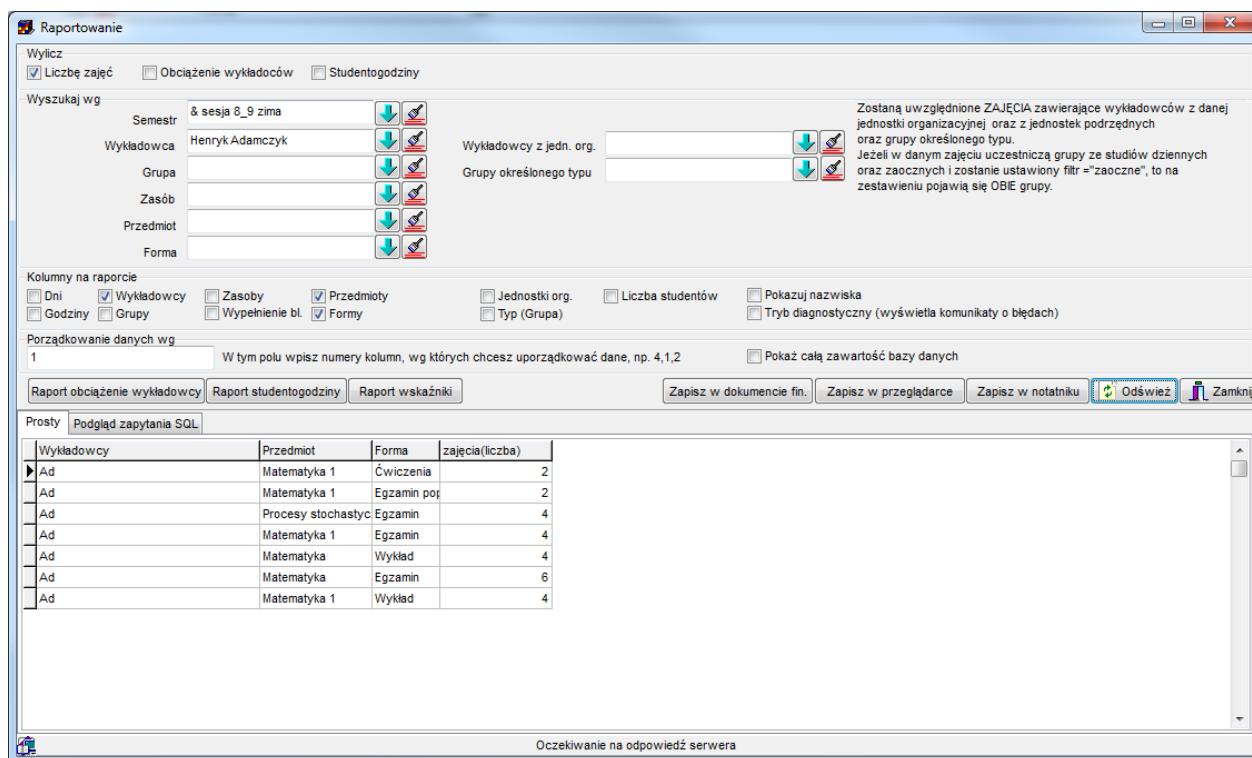 Raportowanie
Wylicz
Liczbę zajęć Obciążenie wykładoców Studentogodziny
Wyszukaj wg
Semestr & sesja 8_9 zima
Wykładowca Henryk Adamczyk
Grupa
Zasób
Przedmiot
Forma
Wykładowcy z jedn. org.
Grupy określonego typu
Zostaną uwzględnione ZAJĘCIA zawierające wykładowców z danej
jednostki organizacyjnej oraz z jednostek podrzędnych
oraz grupy określonego typu.
Jeżeli w danym zajęciu uczestniczą grupy ze studiów dziennych
oraz zaocznych i zostanie ustawiony filtr ="zaoczne", to na
zestawieniu pojawią się OBIE grupy.
Kolumny na raporcie
Dni Wykładowcy Zasoby Przedmioty Jednostki org. Liczba studentów Pokazuj nazwiska
Godziny Grupy Wypełnienie bl. Formy Typ (Grupa) Tryb diagnostyczny (wyświetla komunikaty o błędach)
Porządkowanie danych wg
1 W tym polu wpisz numery kolumn, wg których chcesz uporządkować dane, np. 4,1,2 Pokaż całą zawartość bazy danych
Raport obciążenie wykładowcy Raport studentogodziny Raport wskaźniki Zapisz w dokumencie fin. Zapisz w przeglądarce Zapisz w notatniku Odśwież Zamknij
Prosty Podgląd zapytania SQL
Wykładowcy Przedmiot Forma zajęcia(liczba)
Ad Matematyka 1 Ćwiczenia 2
Ad Matematyka 1 Egzamin pop 2
Ad Procesy stochastyc Egzamin 4
Ad Matematyka 1 Egzamin 4
Ad Matematyka Wykład 4
Ad Matematyka Egzamin 6
Ad Matematyka 1 Wykład 4
Oczekiwanie na odpowiedź serwera